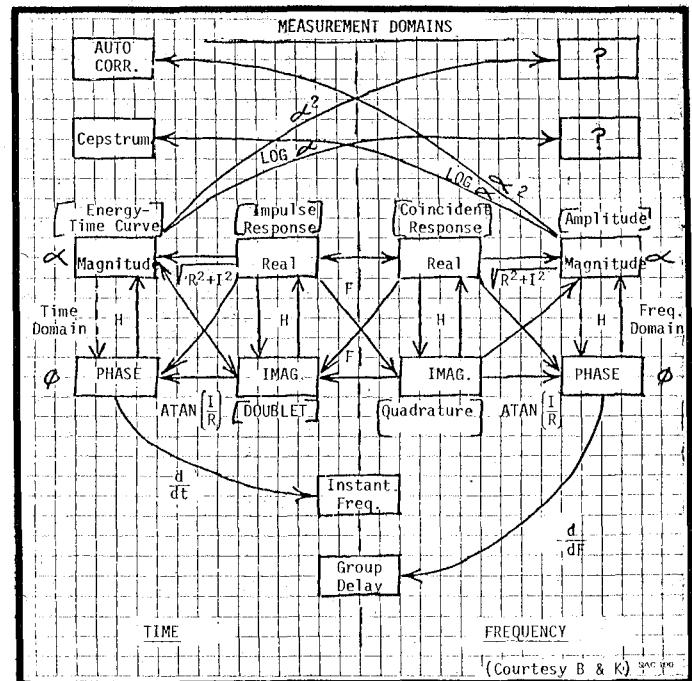 MEASUREMENT DOMAINS
AUTO
CORR.
?
α²
Cepstrum
?
LOG α
LOG α
α²
[Energy-
Time Curve]
[Impulse
Response]
[Coincident
Response]
[Amplitude]
α
Magnitude
Real
Real
Magnitude
α
√R²+I²
F
√R²+I²
Time
Domain
H
H
H
H
Freq.
Domain
F
φ
PHASE
IMAG.
IMAG.
PHASE
φ
ATAN [I/R]
[DOUBLET]
[Quadrature]
ATAN [I/R]
d/dt
Instant
Freq.
d/dF
Group
Delay
TIME
FREQUENCY
(Courtesy B & K)